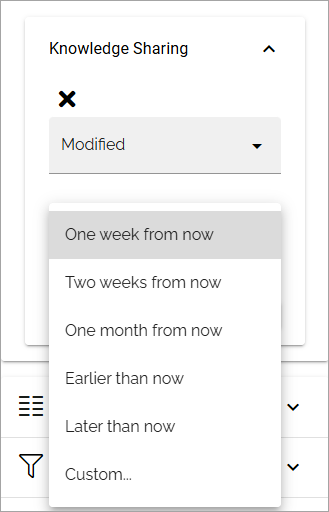 Knowledge Sharing
Modified
One week from now
Two weeks from now
One month from now
Earlier than now
Later than now
Custom...